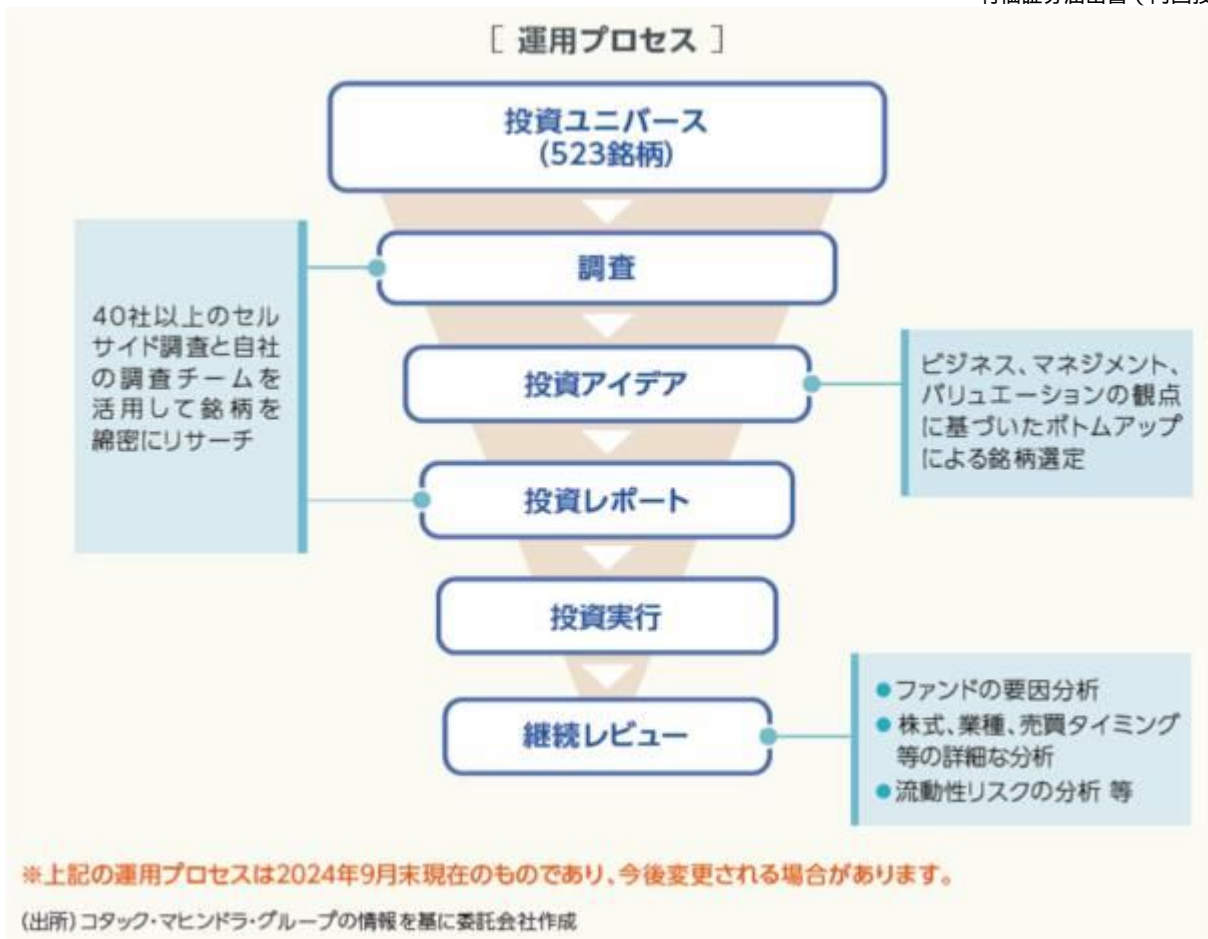 [ 運用プロセス ]
投資ユニバース
(523銘柄)
調査
40社以上のセル
サイド調査と自社
の調査チームを
活用して銘柄を
綿密にリサーチ
投資アイデア
ビジネス、マネジメント、
バリュエーションの観点
に基づいたボトムアップ
による銘柄選定
投資レポート
投資実行
継続レビュー
●ファンドの要因分析
●株式、業種、売買タイミング
等の詳細な分析
●流動性リスクの分析 等
※上記の運用プロセスは2024年9月末現在のものであり、今後変更される場合があります。
(出所)コタック・マヒンドラ・グループの情報を基に委託会社作成